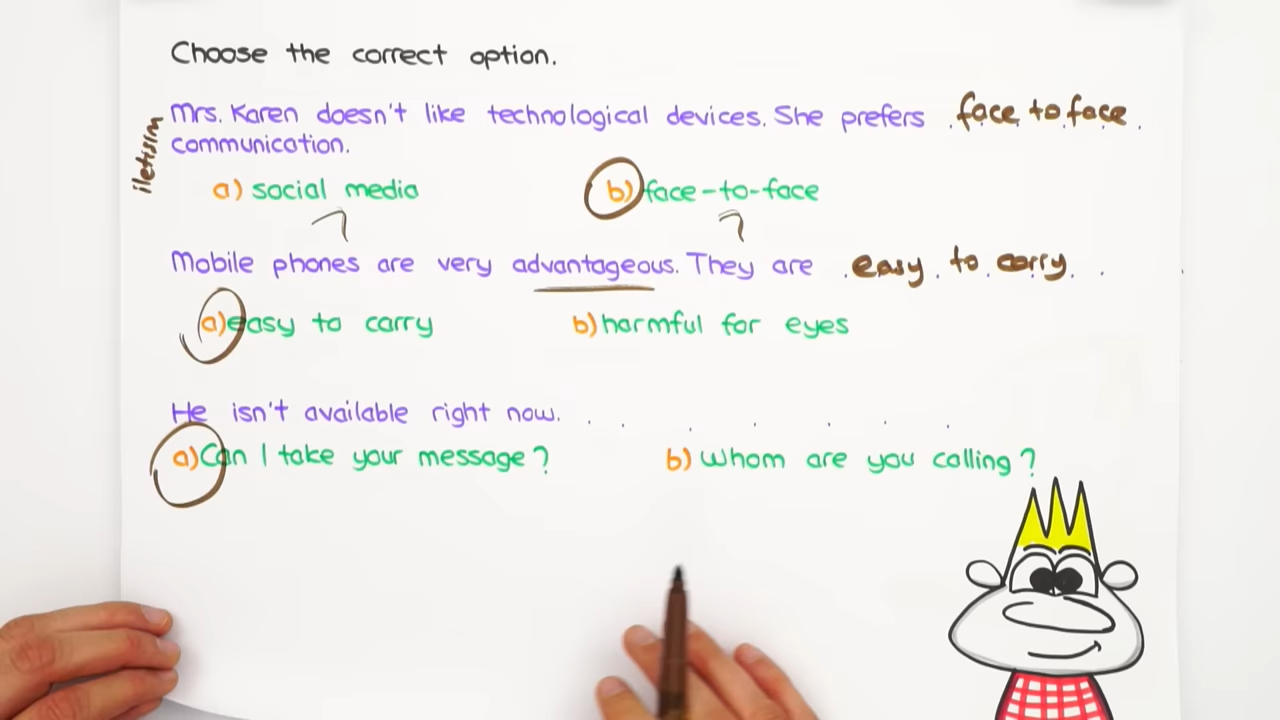 Choose the correct option.
Mrs. Karen doesn't like technological devices. She prefers face to face
communication.
iletisim
a) social media b) face-to-face
Mobile phones are very advantageous. They are easy to carry.
a) easy to carry b) harmful for eyes
He isn't available right now. . . . . . .
a) Can I take your message? b) Whom are you calling?